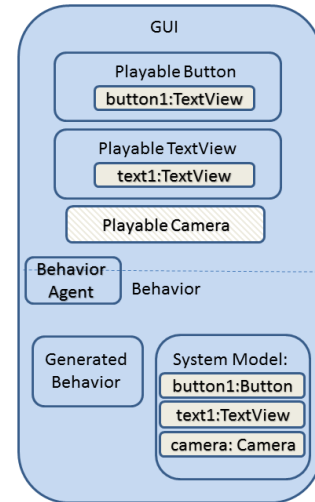 GUI
Playable Button
button1:TextView
Playable TextView
text1:TextView
Playable Camera
Behavior
Agent
Behavior
Generated
Behavior
System Model:
button1:Button
text1:TextView
camera: Camera